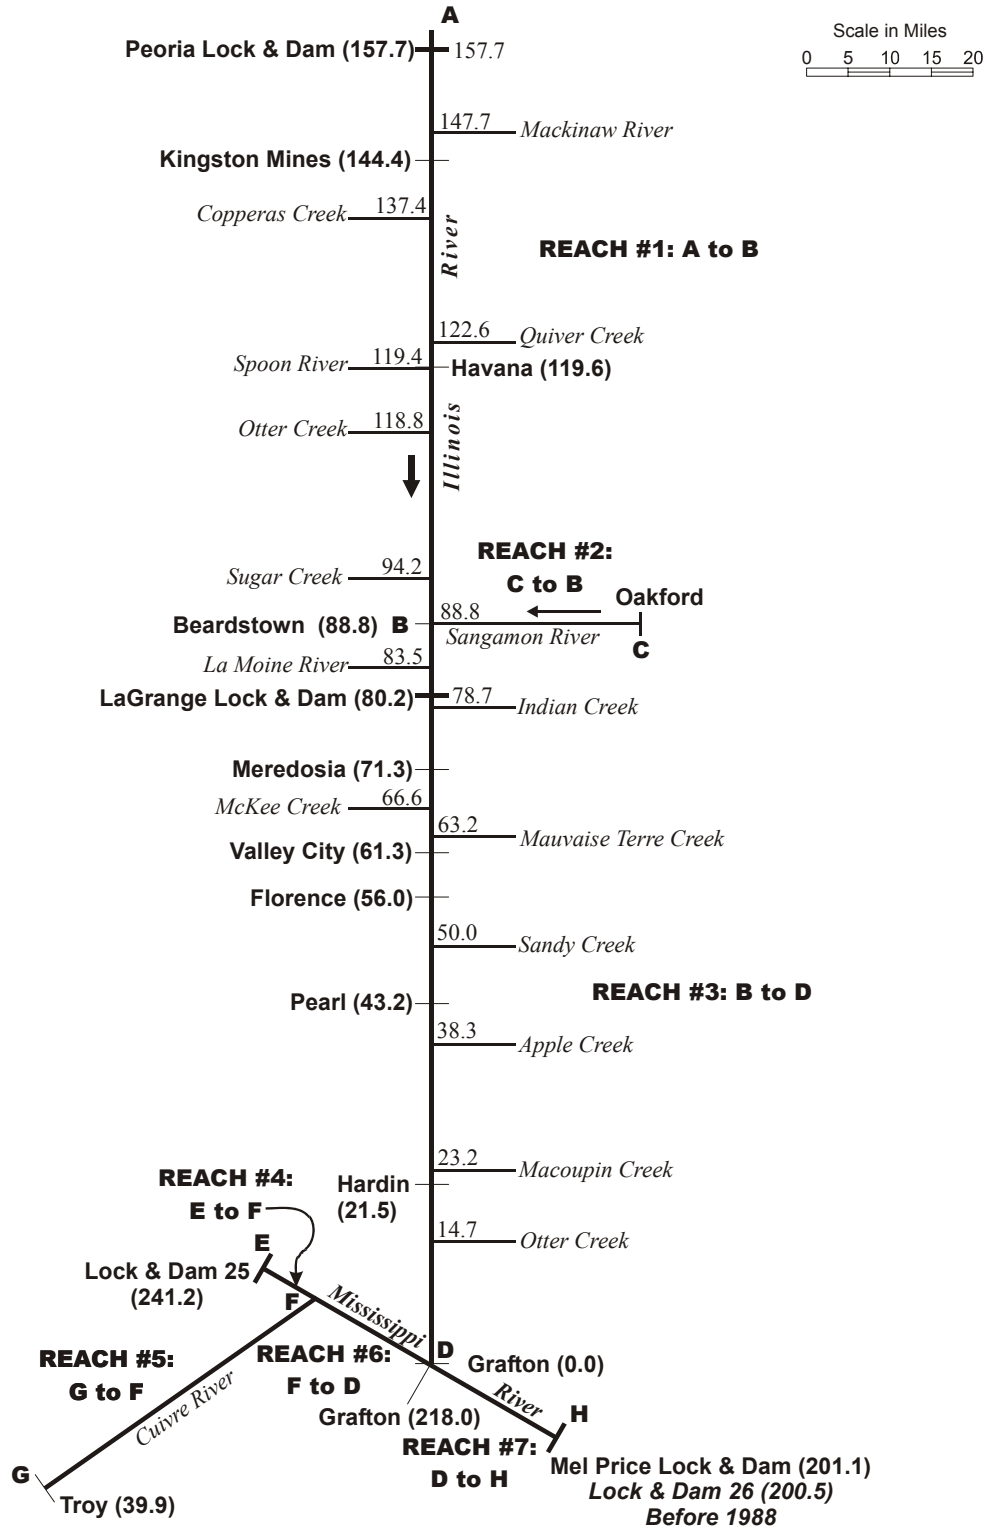 A
Scale in Miles
0 5 10 15 20
Peoria Lock & Dam (157.7) 157.7
147.7 Mackinaw River
Kingston Mines (144.4)
Copperas Creek 137.4
River
REACH #1: A to B
122.6 Quiver Creek
Spoon River 119.4 Havana (119.6)
Otter Creek 118.8
Illinois
REACH #2:
C to B
Sugar Creek 94.2
Oakford
Beardstown (88.8) B 88.8
Sangamon River
C
La Moine River 83.5
LaGrange Lock & Dam (80.2) 78.7
Indian Creek
Meredosia (71.3)
McKee Creek 66.6
63.2 Mauvaise Terre Creek
Valley City (61.3)
Florence (56.0)
50.0 Sandy Creek
Pearl (43.2)
REACH #3: B to D
38.3 Apple Creek
23.2 Macoupin Creek
REACH #4:
E to F
Hardin
(21.5)
14.7 Otter Creek
E
Lock & Dam 25
(241.2)
F
Mississippi
D Grafton (0.0)
REACH #5:
G to F
REACH #6:
F to D
Cuivre River
River
Grafton (218.0)
H
REACH #7:
D to H
G
Troy (39.9)
Mel Price Lock & Dam (201.1)
Lock & Dam 26 (200.5)
Before 1988